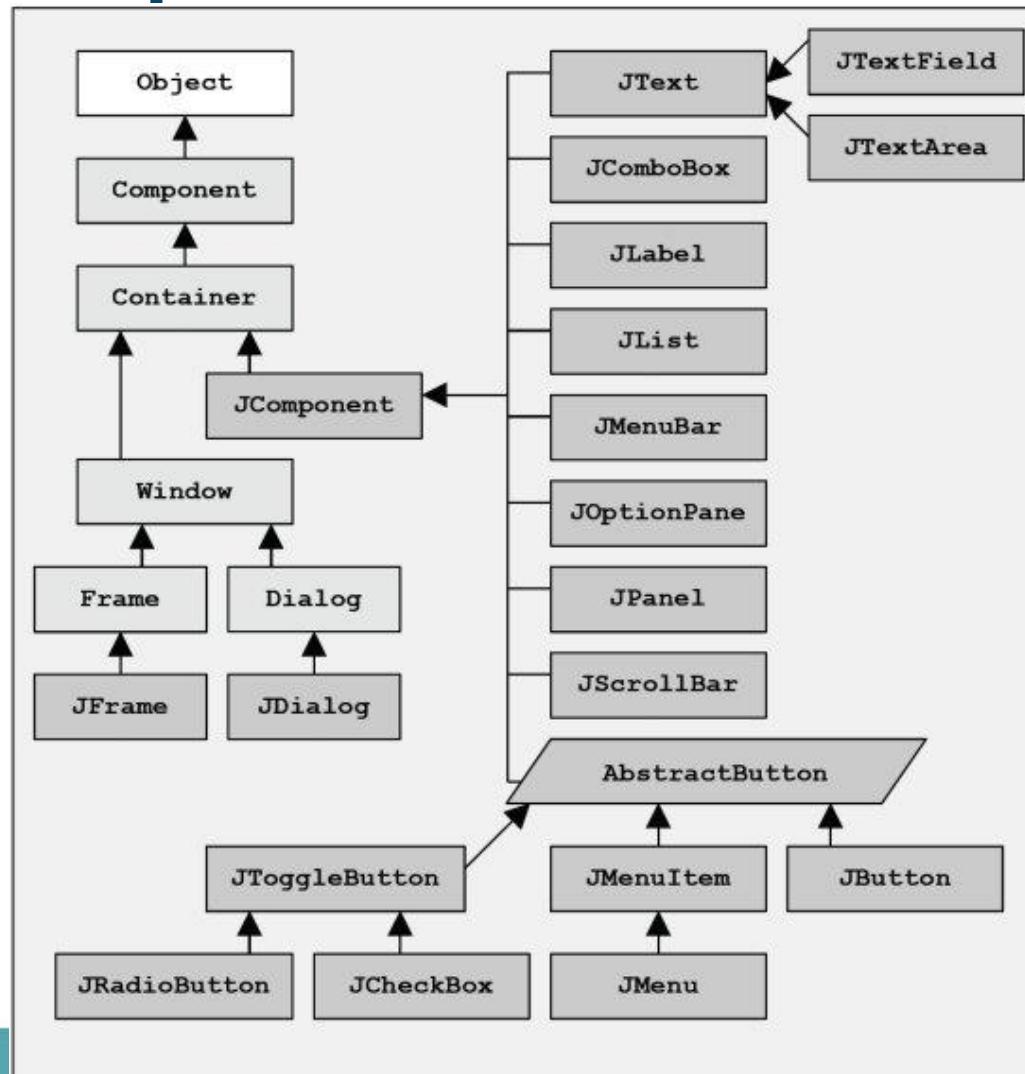 Object
Component
Container
JComponent
Window
Frame
Dialog
JFrame
JDialog
JText
JTextField
JTextArea
JComboBox
JLabel
JList
JMenuBar
JOptionPane
JPanel
JScrollBar
AbstractButton
JToggleButton
JMenuItem
JButton
JRadioButton
JCheckBox
JMenu